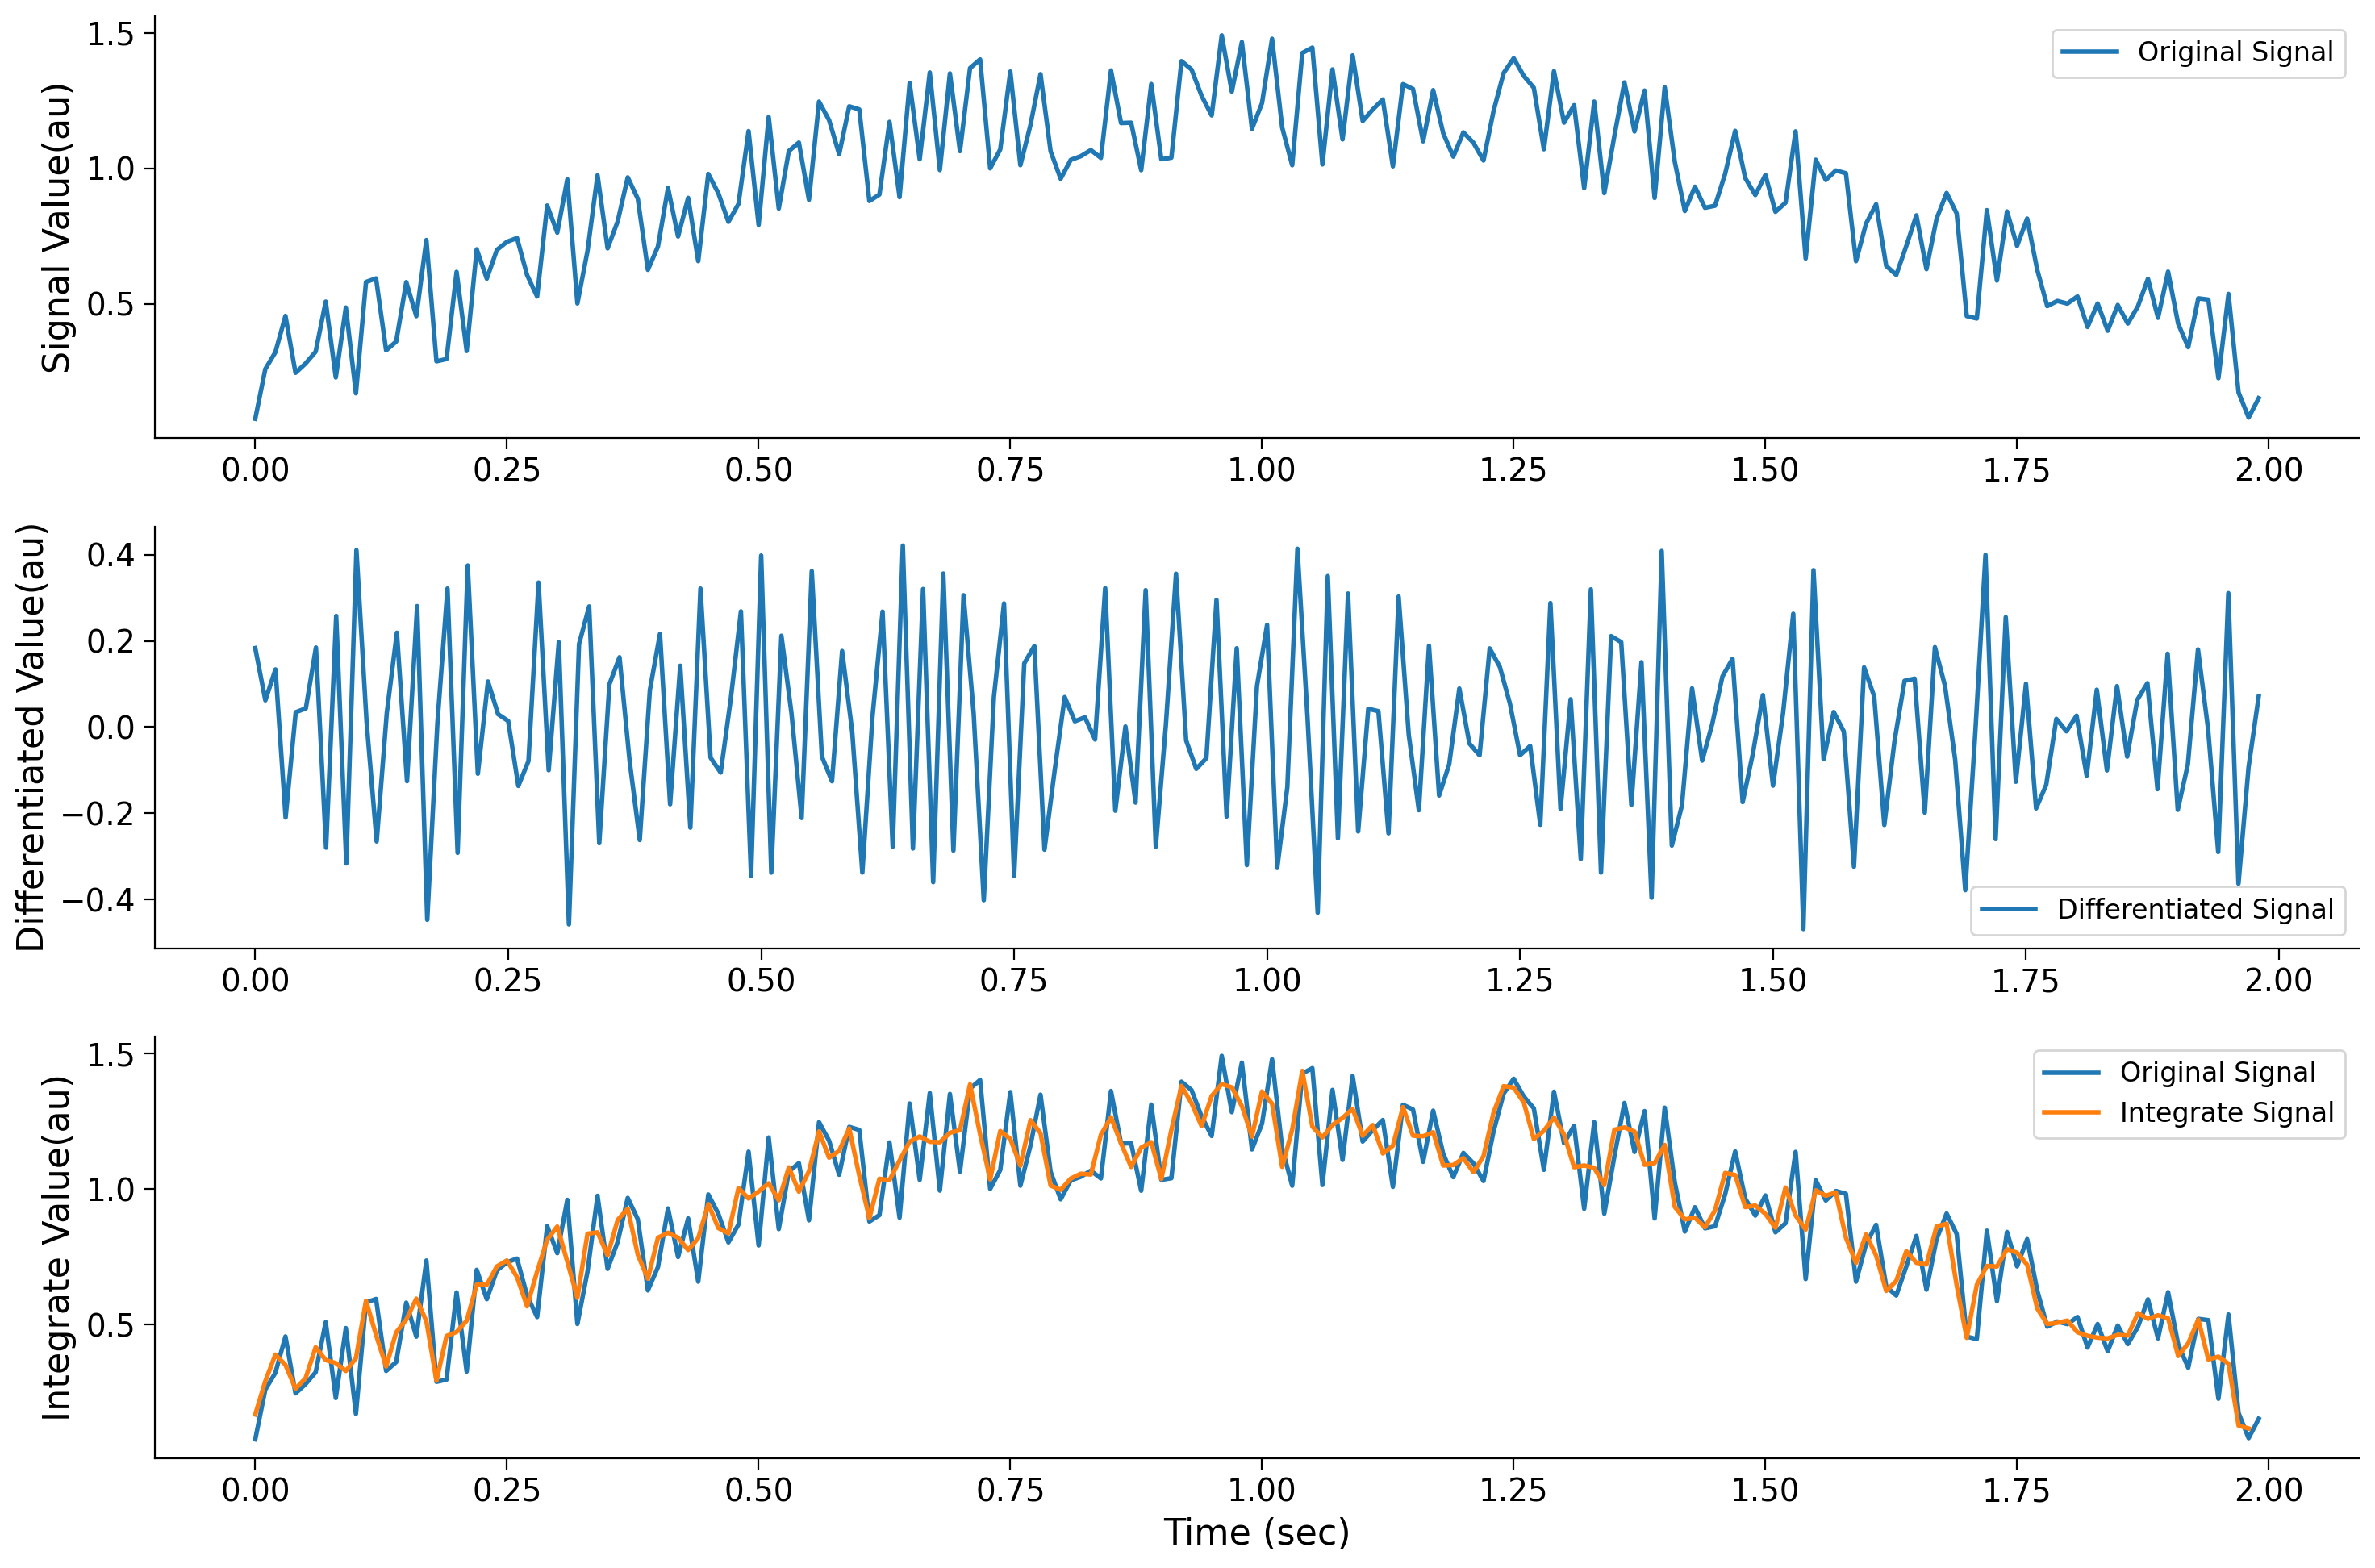 Signal Value(au)
1.5
1.0
0.5
Original Signal
0.00 0.25 0.50 0.75 1.00 1.25 1.50 1.75 2.00
Differentiated Value(au)
0.4
0.2
0.0
−0.2
−0.4
Differentiated Signal
0.00 0.25 0.50 0.75 1.00 1.25 1.50 1.75 2.00
Integrate Value(au)
1.5
1.0
0.5
Original Signal
Integrate Signal
0.00 0.25 0.50 0.75 1.00 1.25 1.50 1.75 2.00
Time (sec)